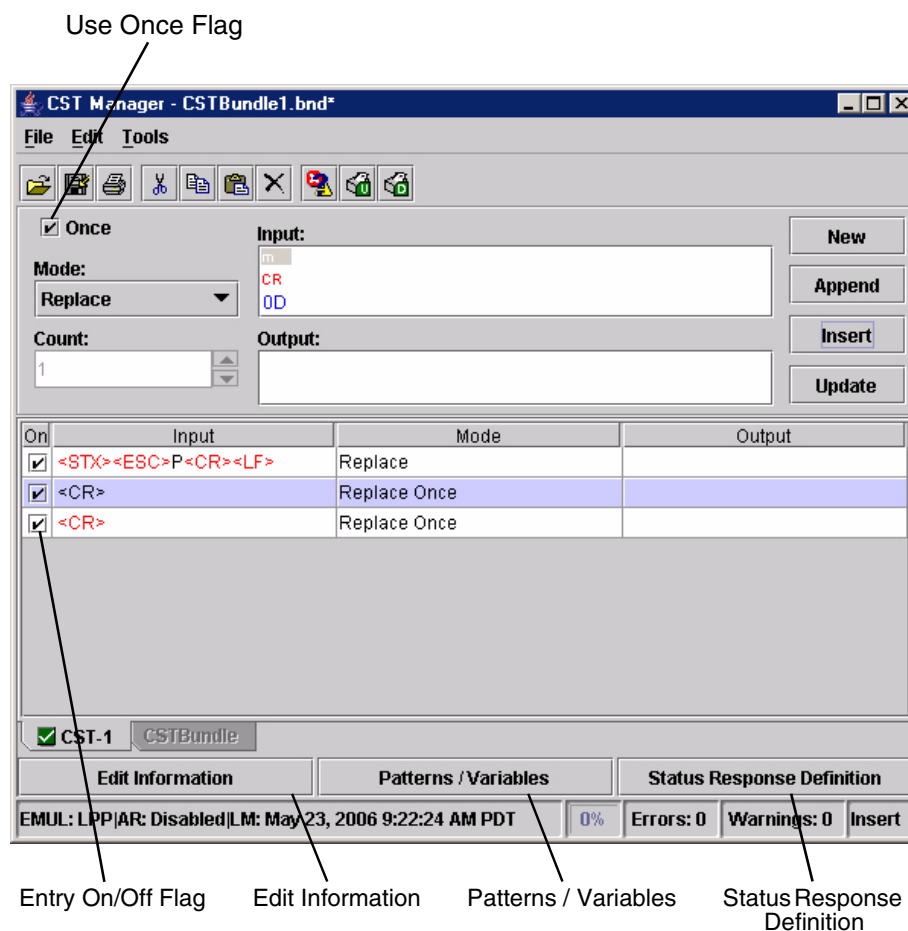 Use Once Flag
CST Manager - CSTBundle1.bnd*
File Edit Tools
Once
Input:
New
m
Mode:
CR
Append
Replace
0D
Count:
Output:
Insert
1
Update
On Input Mode Output
<STX><ESC>P<CR><LF> Replace
<CR> Replace Once
<CR> Replace Once
CST-1 CSTBundle
Edit Information Patterns / Variables Status Response Definition
EMUL: LPP|AR: Disabled|LM: May 23, 2006 9:22:24 AM PDT 0% Errors: 0 Warnings: 0 Insert
Entry On/Off Flag Edit Information Patterns / Variables Status Response
Definition